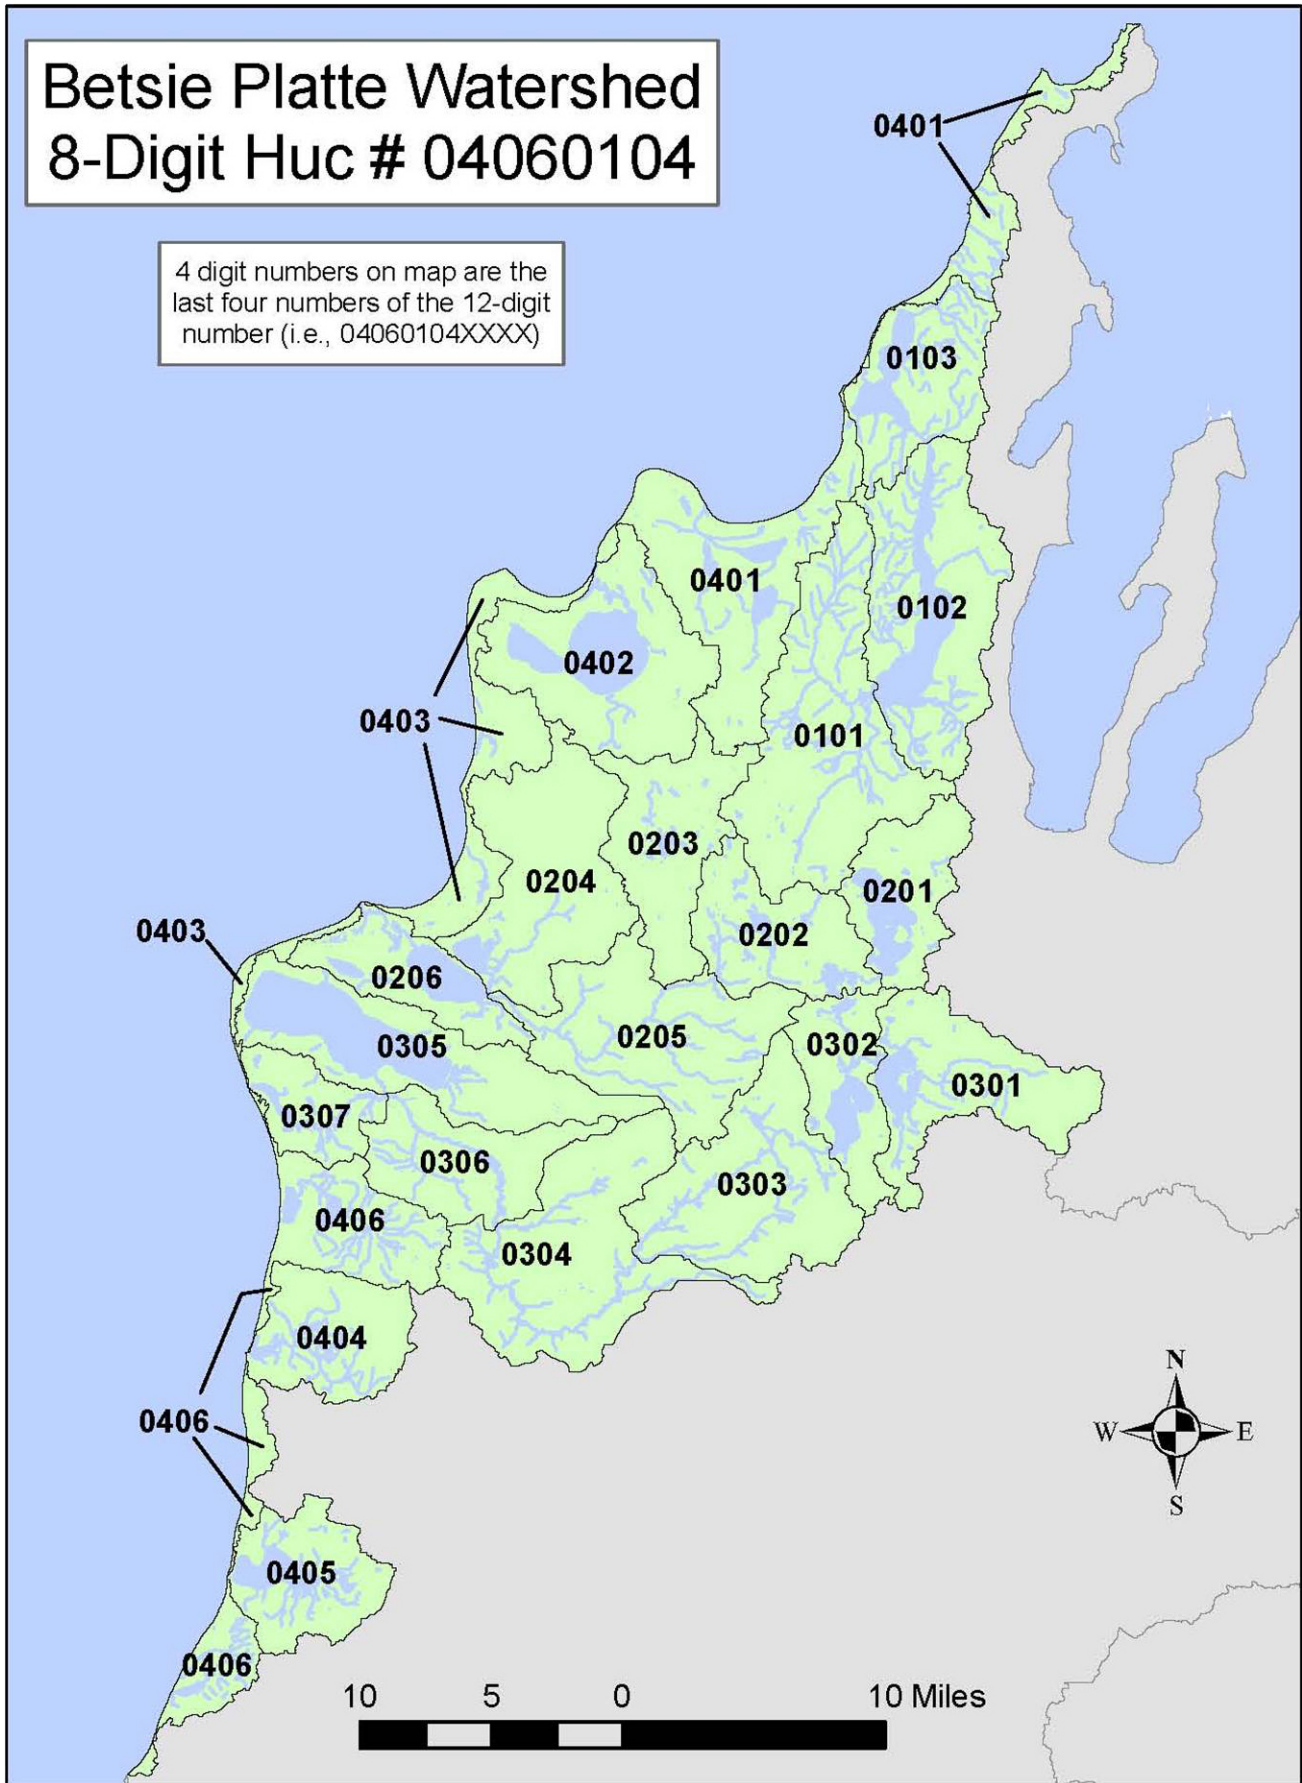 Betsie Platte Watershed
8-Digit Huc # 04060104
4 digit numbers on map are the
last four numbers of the 12-digit
number (i.e., 04060104XXXX)
0401
0103
0401
0102
0402
0403
0101
0203
0204
0201
0403
0202
0206
0205
0302
0305
0301
0307
0306
0303
0406
0304
0404
0406
0405
0406
N
W
E
S
10 5 0 10 Miles